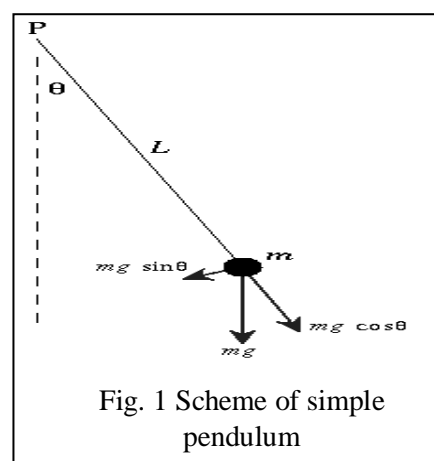 P
θ
L
m
mg sinθ
mg cosθ
mg
Fig. 1 Scheme of simple
pendulum